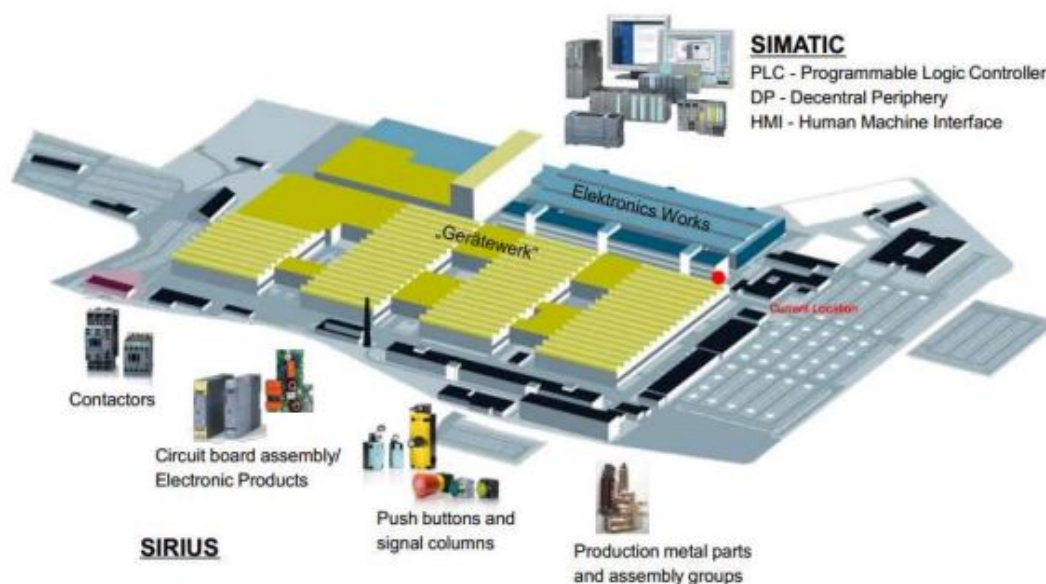 SIMATIC
PLC - Programmable Logic Controller
DP - Decentral Periphery
HMI - Human Machine Interface
Elektronics Works
„Gerätewerk“
Current Location
Contactors
Circuit board assembly/
Electronic Products
Push buttons and
signal columns
Production metal parts
and assembly groups
SIRIUS